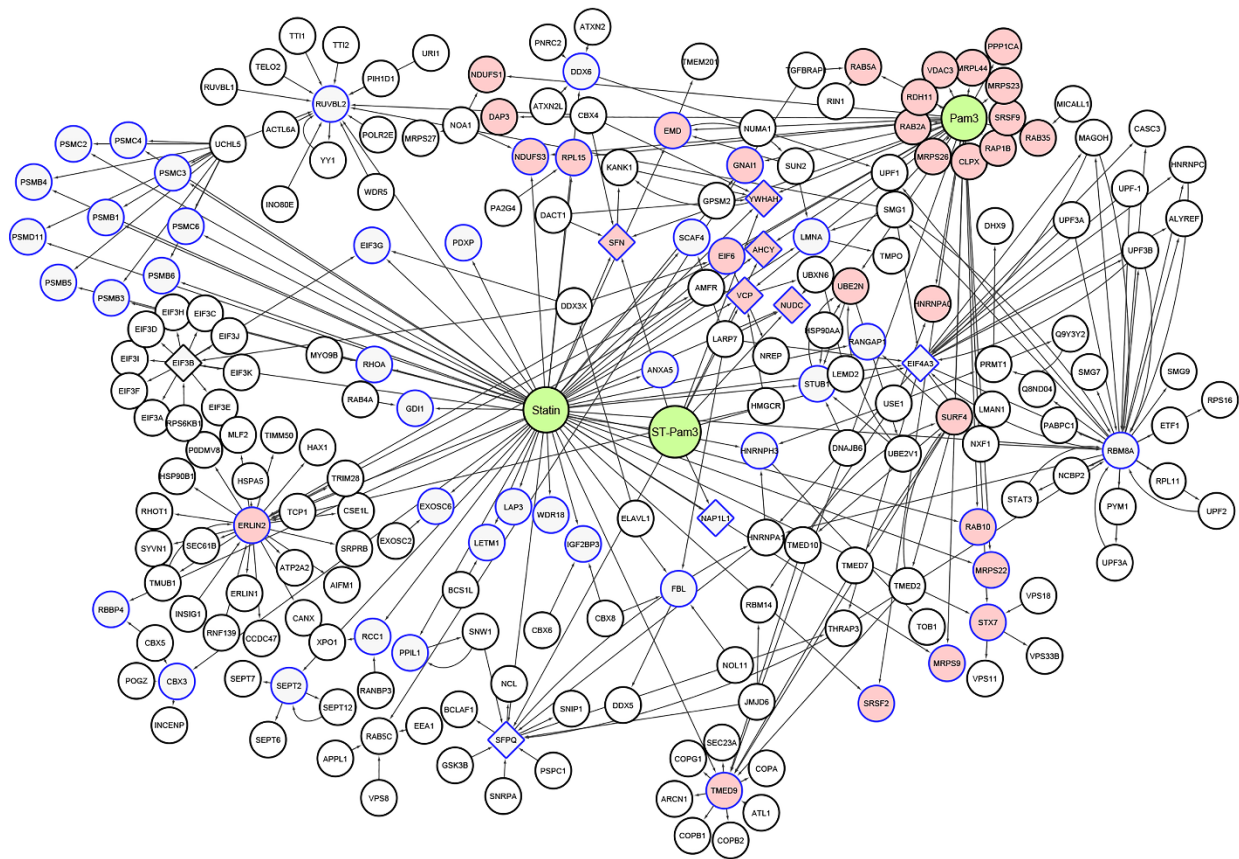 ATXN2
TTI1
PNRC2
TTI2
URI1
PPP1CA
TELO2
DDX6
TMEM201
VDAC3
MRPL44
PIH1D1
NDUFS1
TGFBRAP1
RAB5A
RUVBL1
MRPS23
RDH11
RUVBL2
ATXN2L
RIN1
MICALL1
DAP3
CBX4
Pam3
SRSF9
PSMC4
ACTL6A
POLR2E
NOA1
EMD
NUMA1
RAB2A
RAB35
CASC3
PSMC2
UCHL5
MRPS27
RAP1B
MAGOH
YY1
NDUFS3
RPL15
MRPS26
CLPX
HNRNPC
PSMC3
KANK1
GNAI1
SUN2
UPF1
PSMB4
WDR5
UPF-1
PA2G4
GPSM2
YWHAH
INO80E
SMG1
PSMB1
DACT1
UPF3A
ALYREF
PSMC6
DHX9
PSMD11
EIF3G
PDXP
SFN
SCAF4
LMNA
AHCY
TMPO
UPF3B
EIF6
PSMB5
PSMB6
UBXN6
PSMB3
DDX3X
AMFR
VCP
NUDC
UBE2N
HNRNPA0
EIF3H
EIF3C
EIF3D
EIF3J
HSP90AA
LARP7
RANGAP1
Q9Y3Y2
MYO9B
EIF3I
EIF3B
RHOA
NREP
EIF4A3
PRMT1
EIF3K
ANXA5
LEMD2
SMG7
SMG9
STUB1
Q8ND04
EIF3F
RAB4A
GDI1
Statin
HMGCR
USE1
EIF3A
EIF3E
LMAN1
RPS16
RPS6KB1
SURF4
PABPC1
ETF1
MLF2
ST-Pam3
P0DMV8
TIMM50
HAX1
UBE2V1
NXF1
HNRNPH3
DNAJB6
RBM8A
HSP90B1
HSPA5
TRIM28
NCBP2
STAT3
RPL11
EXOSC6
LAP3
RHOT1
TCP1
CSE1L
WDR18
NAP1L1
ERLIN2
ELAVL1
PYM1
UPF2
IGF2BP3
RAB10
SYVN1
SEC61B
SRPRB
EXOSC2
LETM1
HNRNPA1
TMED10
UPF3A
ATP2A2
TMED7
MRPS22
TMUB1
AIFM1
TMED2
ERLIN1
BCS1L
FBL
RBBP4
INSIG1
CANX
RBM14
VPS18
RNF139
CCDC47
XPO1
RCC1
CBX6
CBX8
THRAP3
TOB1
STX7
CBX5
PPIL1
SNW1
VPS33B
POGZ
CBX3
SEPT7
SEPT2
RANBP3
NCL
NOL11
MRPS9
VPS11
INCENP
SEPT12
BCLAF1
SNIP1
DDX5
JMJD6
SRSF2
SEPT6
RAB5C
EEA1
SFPQ
SEC23A
APPL1
GSK3B
PSPC1
COPG1
COPA
VPS8
SNRPA
ARCN1
TMED9
ATL1
COPB1
COPB2